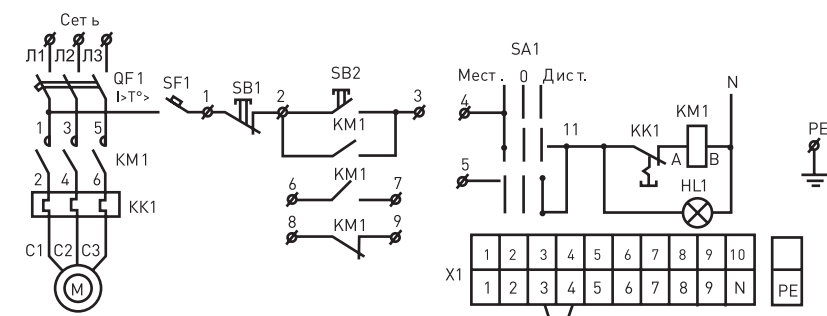 Сеть
Л1 Л2 Л3
QF1
I>T°>
SF1
1
SB1
2
SB2
3
KM1
1 3 5
KM1
2 4 6
KK1
C1 C2 C3
M
6
KM1
7
8
KM1
9
SA1
Мест. 0 Дист.
4
5
11
KK1
A
KM1
B
N
HL1
PE
X1
1 2 3 4 5 6 7 8 9 10
1 2 3 4 5 6 7 8 9 N
PE